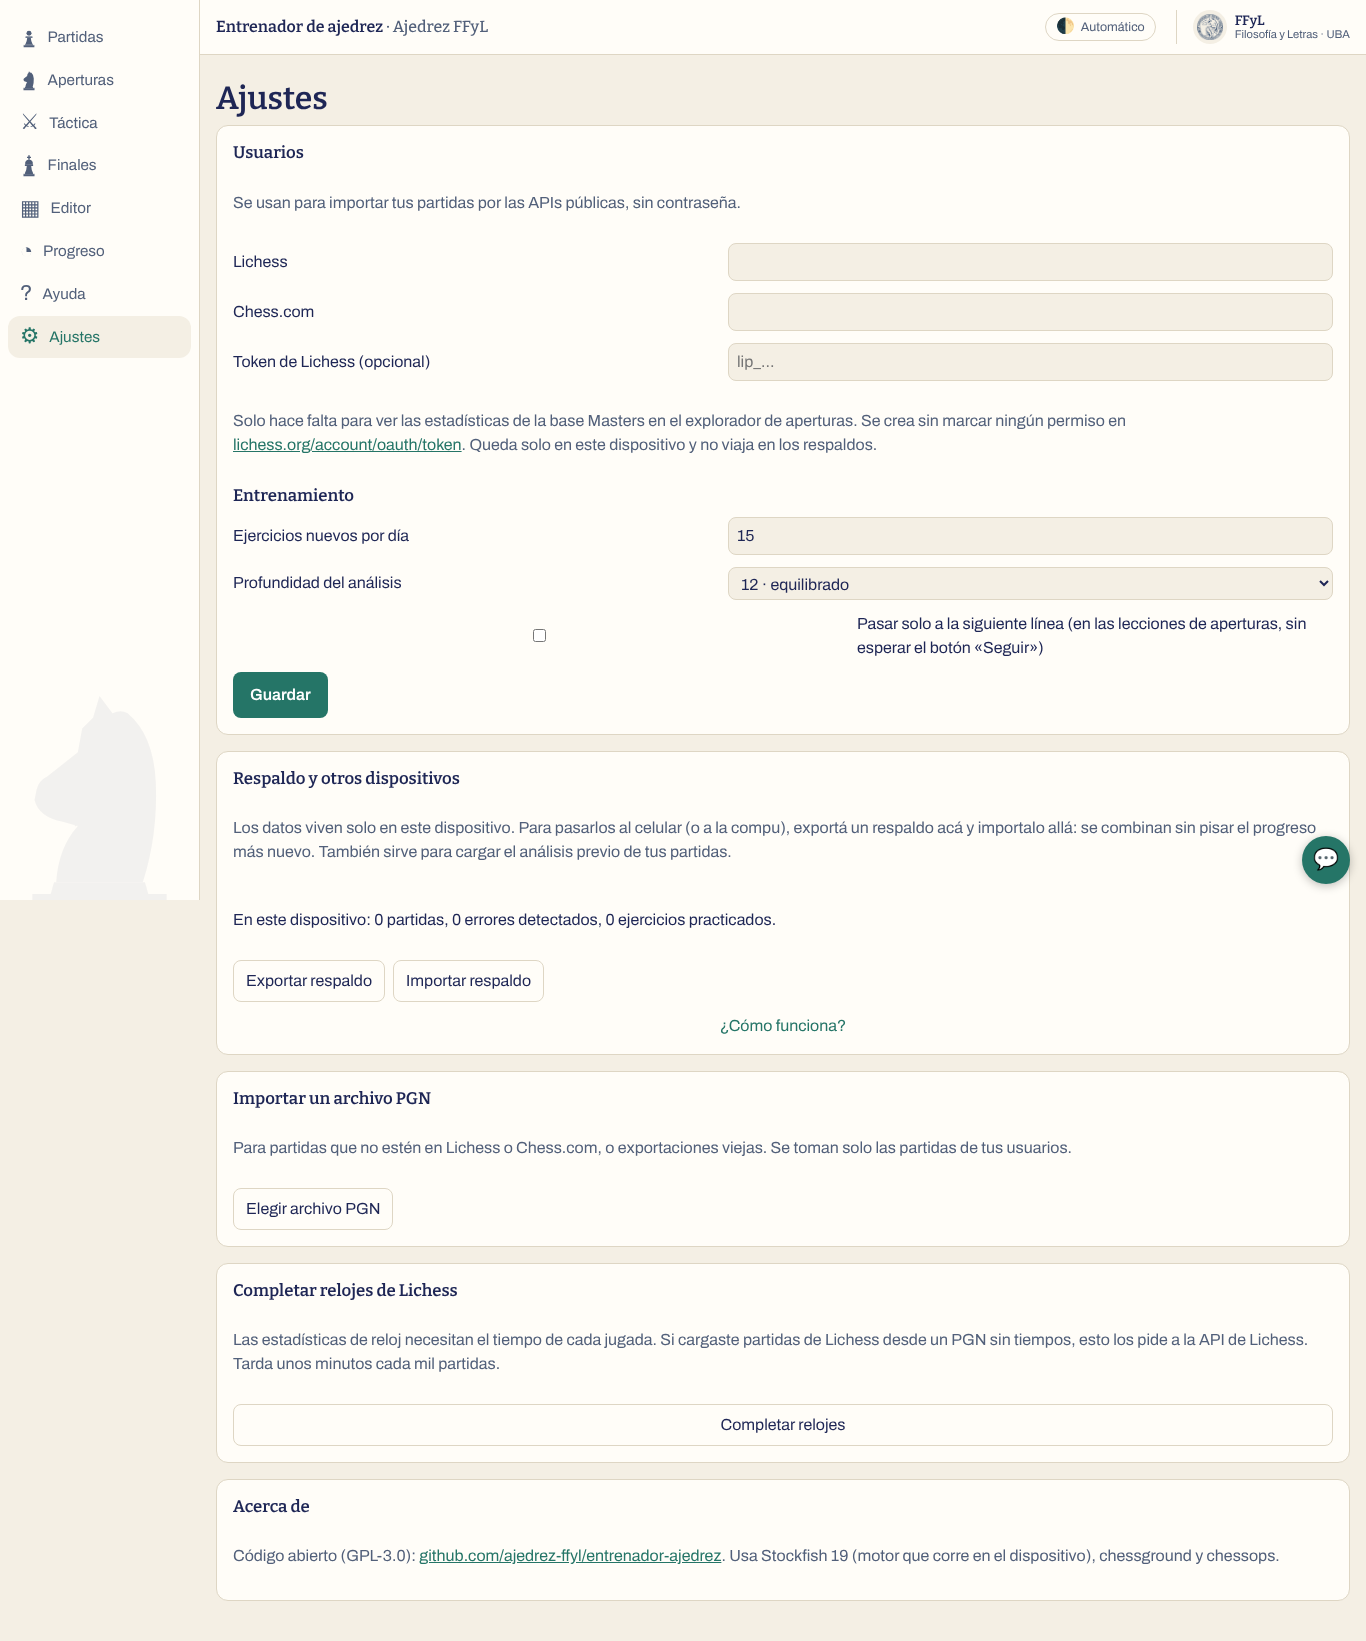 Entrenador de ajedrez · Ajedrez FFyL
Automático
FFyL
Filosofía y Letras · UBA
Partidas
Aperturas
Táctica
Finales
Editor
Progreso
? Ayuda
Ajustes
Ajustes
Usuarios
Se usan para importar tus partidas por las APIs públicas, sin contraseña.
Lichess
Chess.com
Token de Lichess (opcional)
lip_...
Solo hace falta para ver las estadísticas de la base Masters en el explorador de aperturas. Se crea sin marcar ningún permiso en
lichess.org/account/oauth/token. Queda solo en este dispositivo y no viaja en los respaldos.
Entrenamiento
Ejercicios nuevos por día
15
Profundidad del análisis
12 · equilibrado
Pasar solo a la siguiente línea (en las lecciones de aperturas, sin
esperar el botón «Seguir»)
Guardar
Respaldo y otros dispositivos
Los datos viven solo en este dispositivo. Para pasarlos al celular (o a la compu), exportá un respaldo acá y importalo allá: se combinan sin pisar el progreso
más nuevo. También sirve para cargar el análisis previo de tus partidas.
En este dispositivo: 0 partidas, 0 errores detectados, 0 ejercicios practicados.
Exportar respaldo
Importar respaldo
¿Cómo funciona?
Importar un archivo PGN
Para partidas que no estén en Lichess o Chess.com, o exportaciones viejas. Se toman solo las partidas de tus usuarios.
Elegir archivo PGN
Completar relojes de Lichess
Las estadísticas de reloj necesitan el tiempo de cada jugada. Si cargaste partidas de Lichess desde un PGN sin tiempos, esto los pide a la API de Lichess.
Tarda unos minutos cada mil partidas.
Completar relojes
Acerca de
Código abierto (GPL-3.0): github.com/ajedrez-ffyl/entrenador-ajedrez. Usa Stockfish 19 (motor que corre en el dispositivo), chessground y chessops.